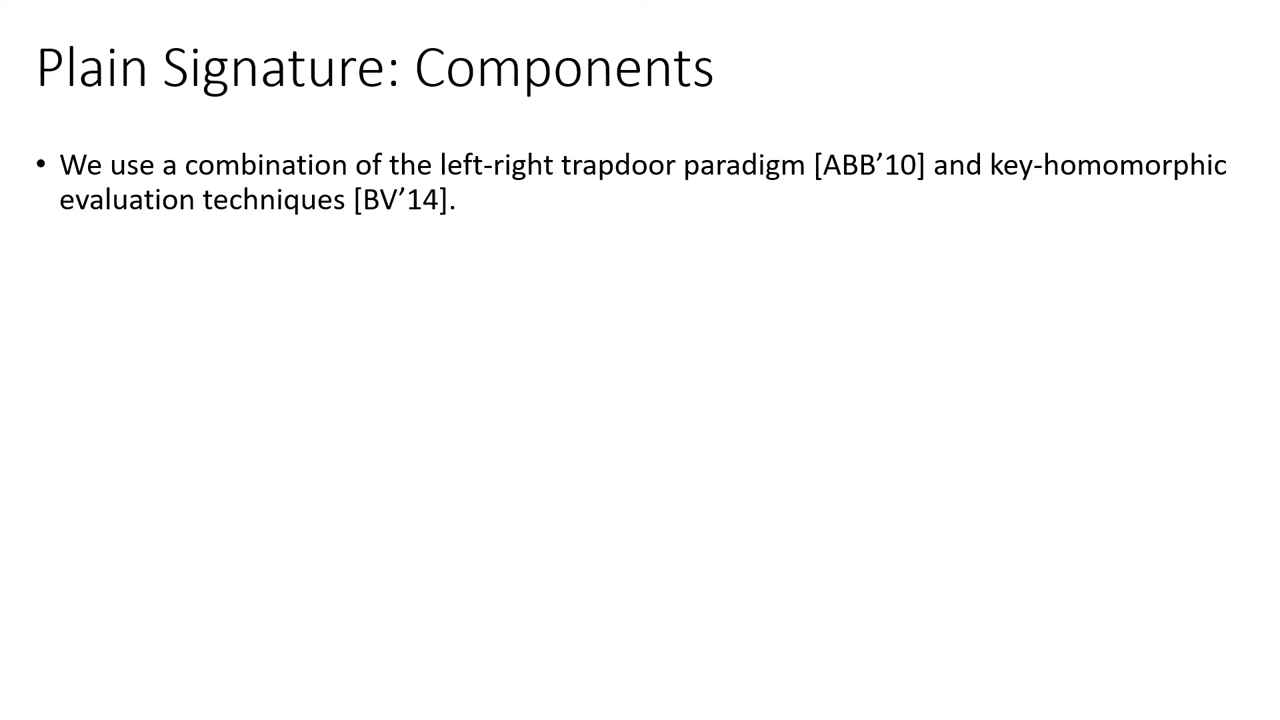 Plain Signature: Components
• We use a combination of the left-right trapdoor paradigm [ABB’10] and key-homomorphic
evaluation techniques [BV’14].